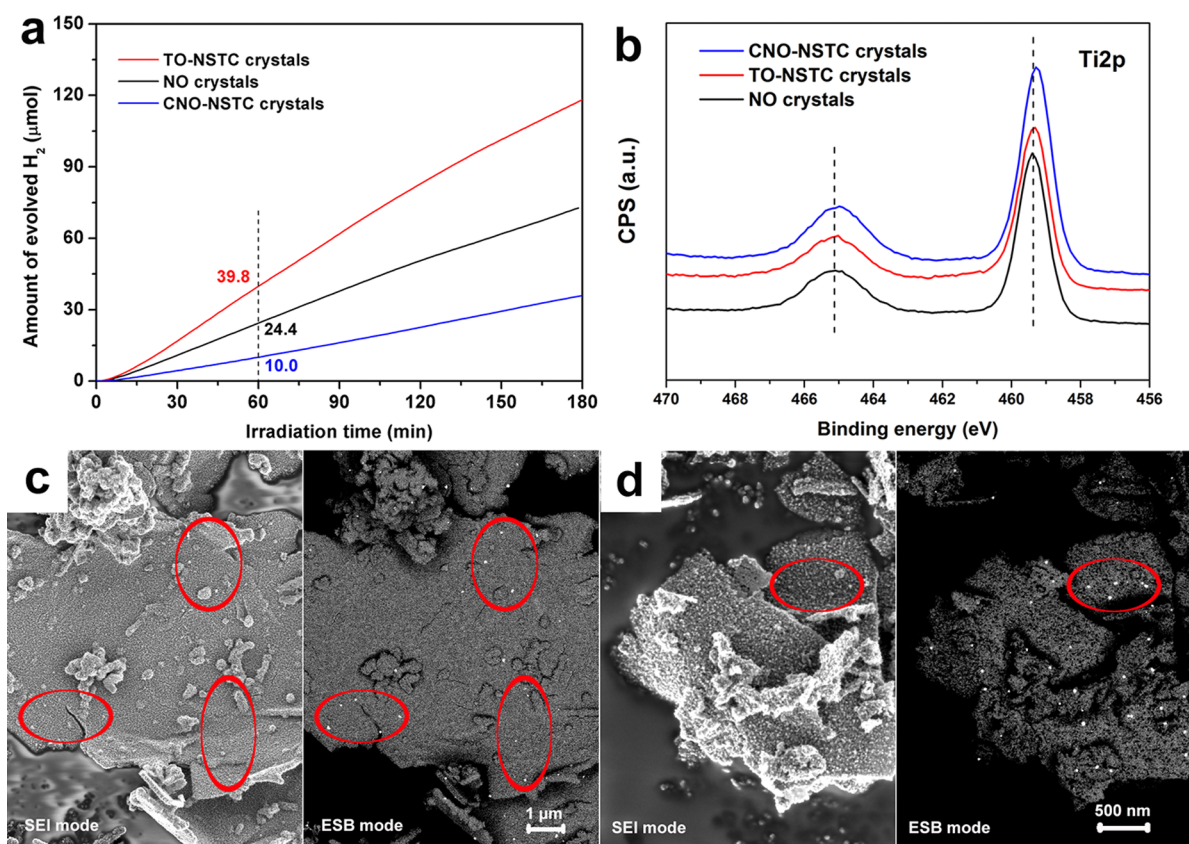 a
150
120
90
60
30
0
Amount of evolved H₂ (μmol)
TO-NSTC crystals
NO crystals
CNO-NSTC crystals
39.8
24.4
10.0
0 30 60 90 120 150 180
Irradiation time (min)
b
CPS (a.u.)
CNO-NSTC crystals
TO-NSTC crystals
NO crystals
Ti2p
470 468 466 464 462 460 458 456
Binding energy (eV)
c
SEI mode
ESB mode
1 μm
d
SEI mode
ESB mode
500 nm